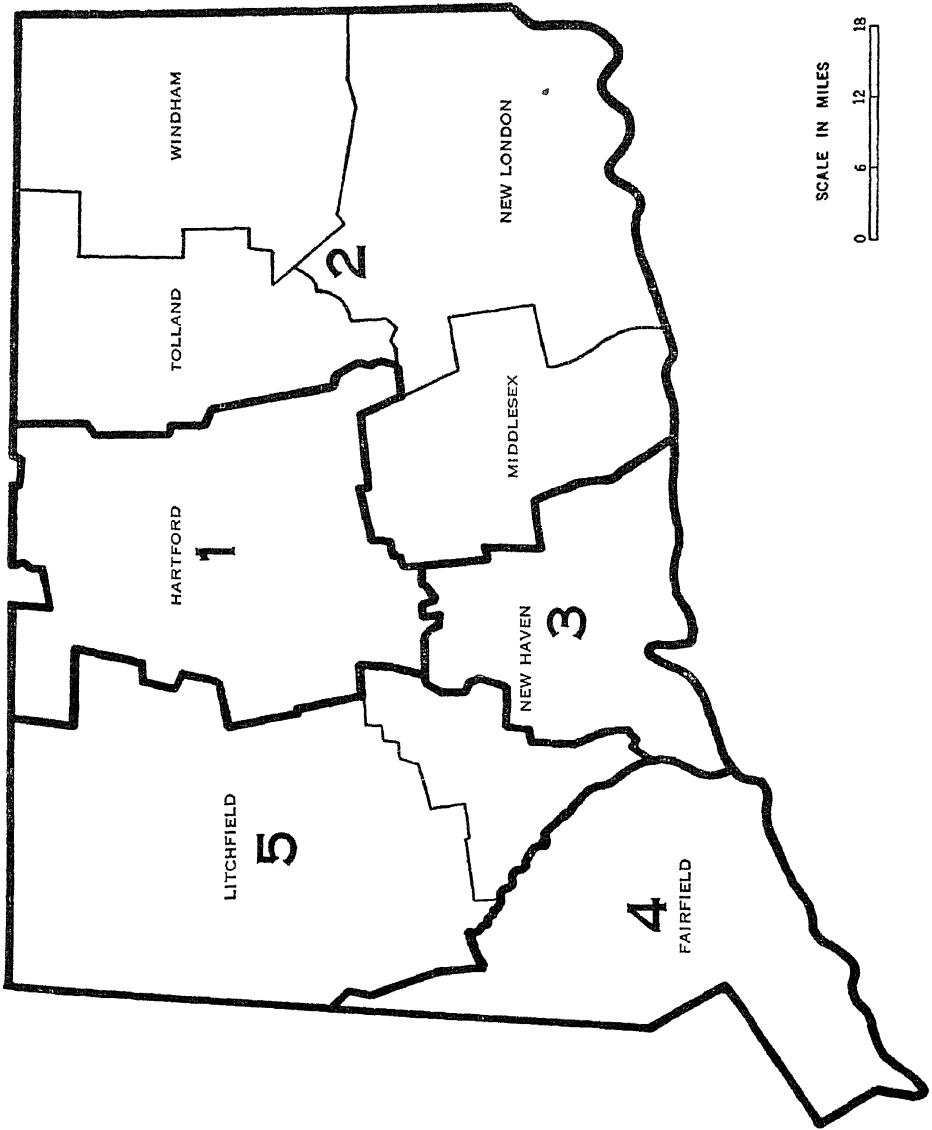 WINDHAM
TOLLAND
2
NEW LONDON
HARTFORD
1
MIDDLESEX
NEW HAVEN
3
LITCHFIELD
5
4
FAIRFIELD
SCALE IN MILES
0 6 12 18